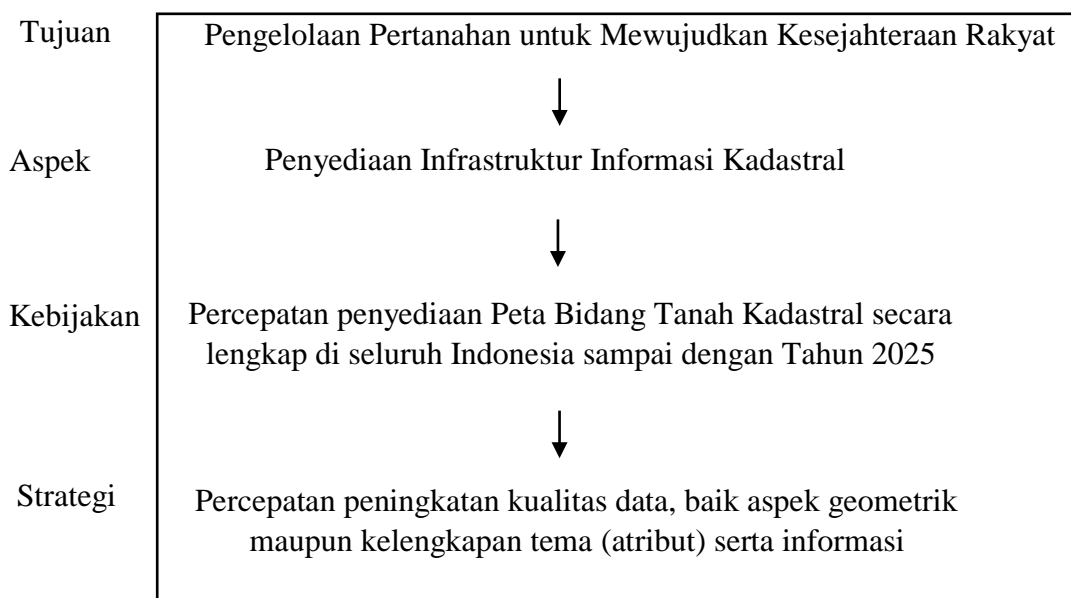 Tujuan
Pengelolaan Pertanahan untuk Mewujudkan Kesejahteraan Rakyat
Aspek
Penyediaan Infrastruktur Informasi Kadastral
Kebijakan
Percepatan penyediaan Peta Bidang Tanah Kadastral secara
lengkap di seluruh Indonesia sampai dengan Tahun 2025
Strategi
Percepatan peningkatan kualitas data, baik aspek geometrik
maupun kelengkapan tema (atribut) serta informasi